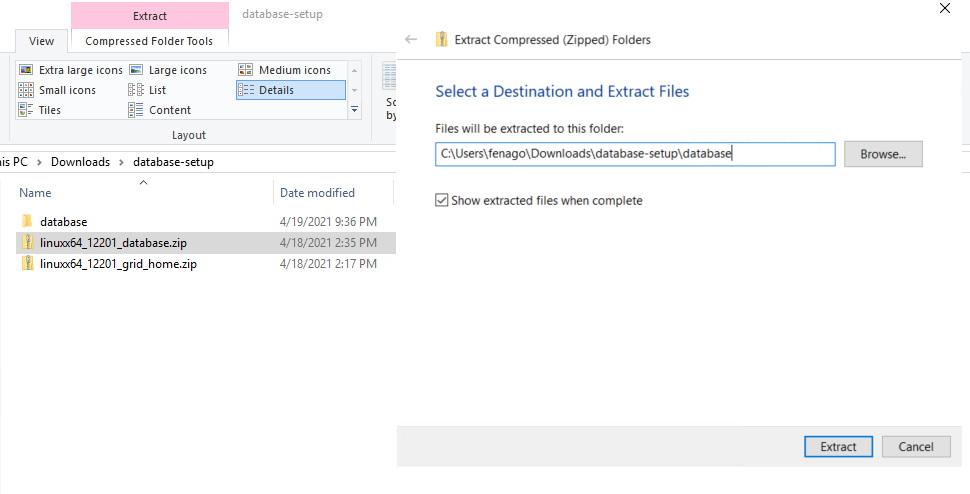 Extract
database-setup
View
Compressed Folder Tools
Extra large icons
Large icons
Medium icons
Small icons
List
Details
Tiles
Content
Layout
PC
Downloads
database-setup
Name
Date modified
database
4/19/2021 9:36 PM
linuxx64_12201_database.zip
4/18/2021 2:35 PM
linuxx64_12201_grid_home.zip
4/18/2021 2:17 PM
Extract Compressed (Zipped) Folders
Select a Destination and Extract Files
Files will be extracted to this folder:
C:\Users\fenago\Downloads\database-setup\database
Browse...
Show extracted files when complete
Extract
Cancel